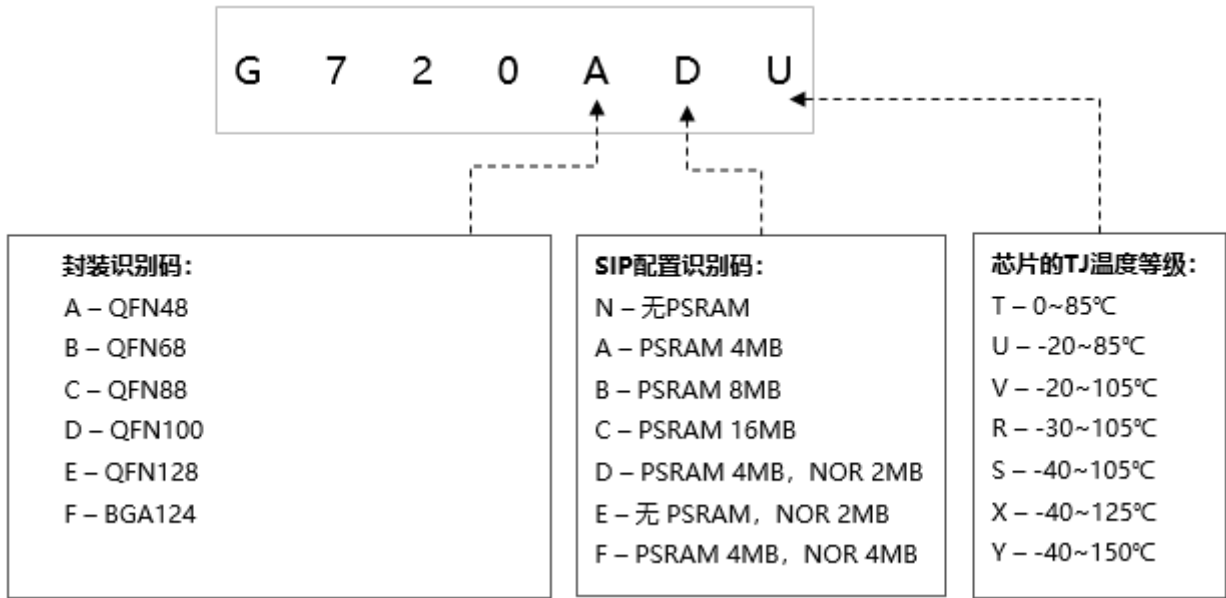 G 7 2 0 A D U
封装识别码：
A – QFN48
B – QFN68
C – QFN88
D – QFN100
E – QFN128
F – BGA124
SIP配置识别码：
N – 无PSRAM
A – PSRAM 4MB
B – PSRAM 8MB
C – PSRAM 16MB
D – PSRAM 4MB，NOR 2MB
E – 无 PSRAM，NOR 2MB
F – PSRAM 4MB，NOR 4MB
芯片的TJ温度等级：
T – 0~85℃
U – -20~85℃
V – -20~105℃
R – -30~105℃
S – -40~105℃
X – -40~125℃
Y – -40~150℃